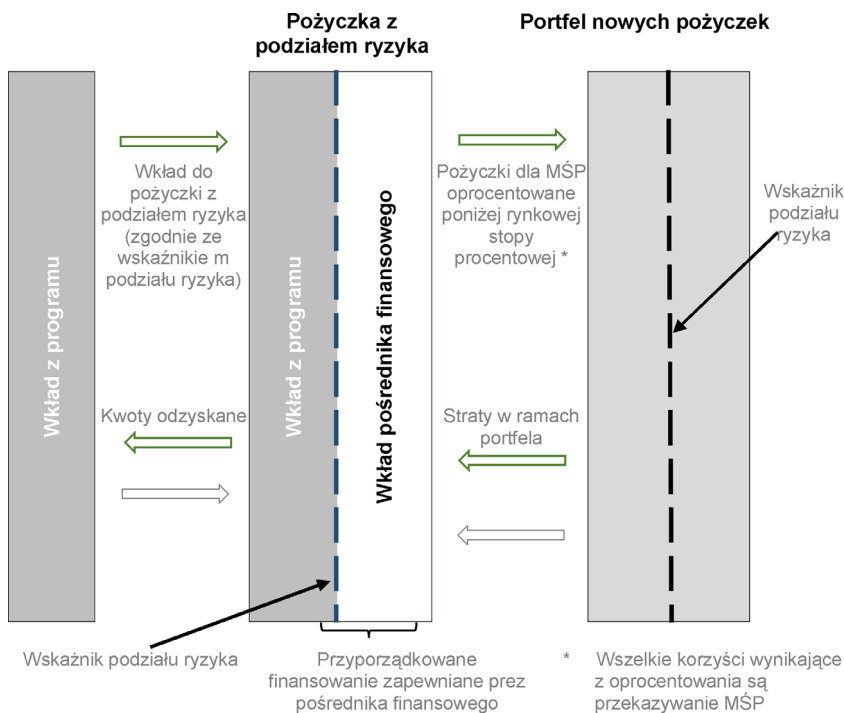 Pożyczka z
podziałem ryzyka
Portfel nowych pożyczek
Wkład z programu
Wkład do
pożyczki z
podziałem ryzyka
(zgodnie ze
wskaźnikie m
podziału ryzyka)
Kwoty odzyskane
Wkład z programu
Wkład pośrednika finansowego
Pożyczki dla MŚP
oprocentowane
poniżej rynkowej
stopy
procentowej *
Straty w ramach
portfela
Wskażnik
podziału
ryzyka
Wskażnik podziału ryzyka
Przyporządkowane
finansowanie zapewniane prez
pośrednika finansowego
* Wszelkie korzyści wynikające
z oprocentowania są
przekazywanie MŚP